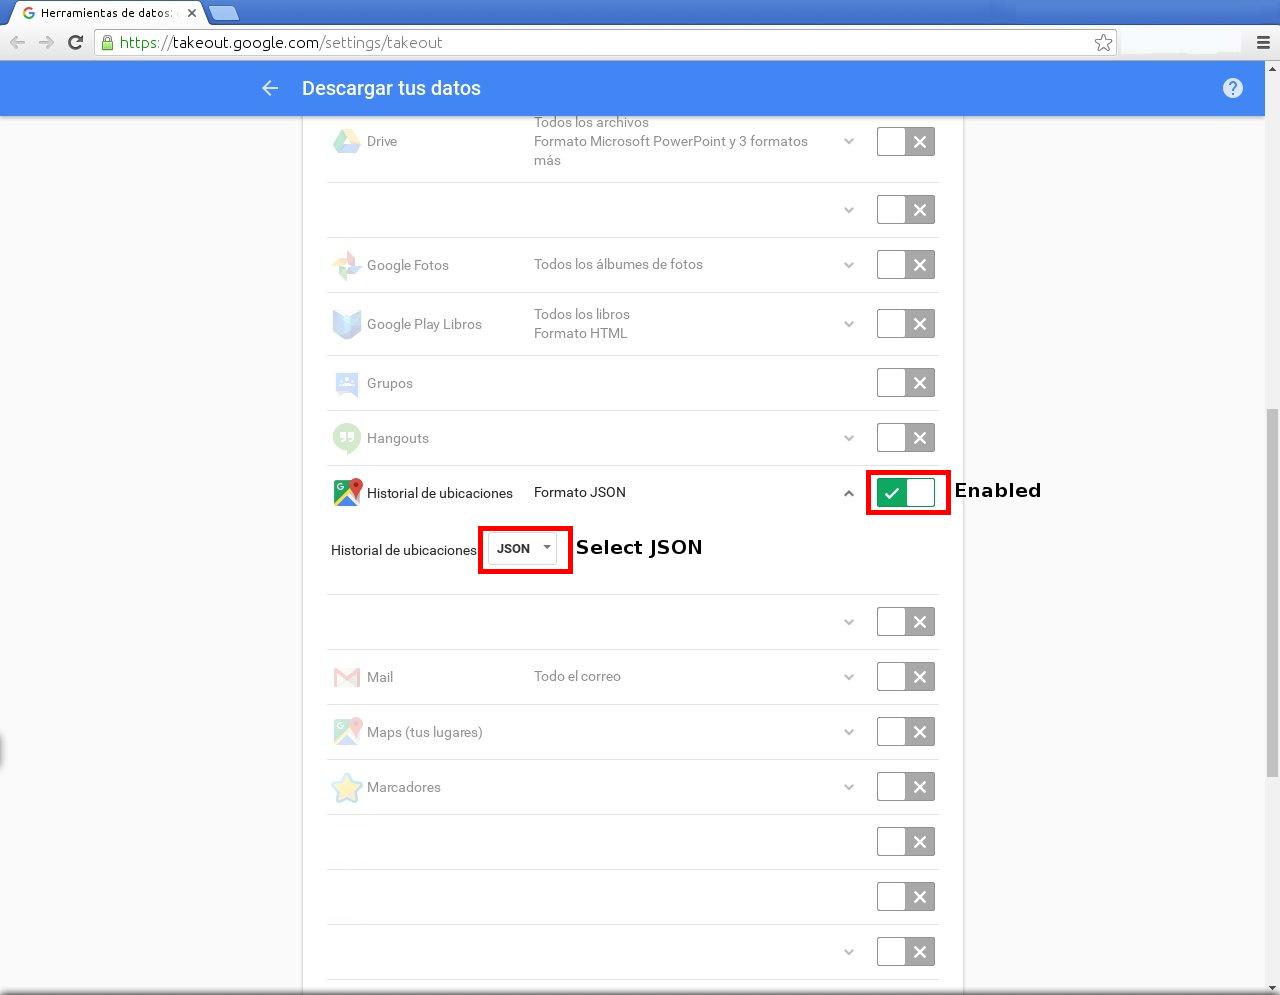 Herramientas de datos:
https://takeout.google.com/settings/takeout
Descargar tus datos
Todos los archivos
Drive
Formato Microsoft PowerPoint y 3 formatos
más
Google Fotos
Todos los álbumes de fotos
Google Play Libros
Todos los libros
Formato HTML
Grupos
Hangouts
Historial de ubicaciones
Formato JSON
Enabled
Historial de ubicaciones
JSON
Select JSON
Mail
Todo el correo
Maps (tus lugares)
Marcadores